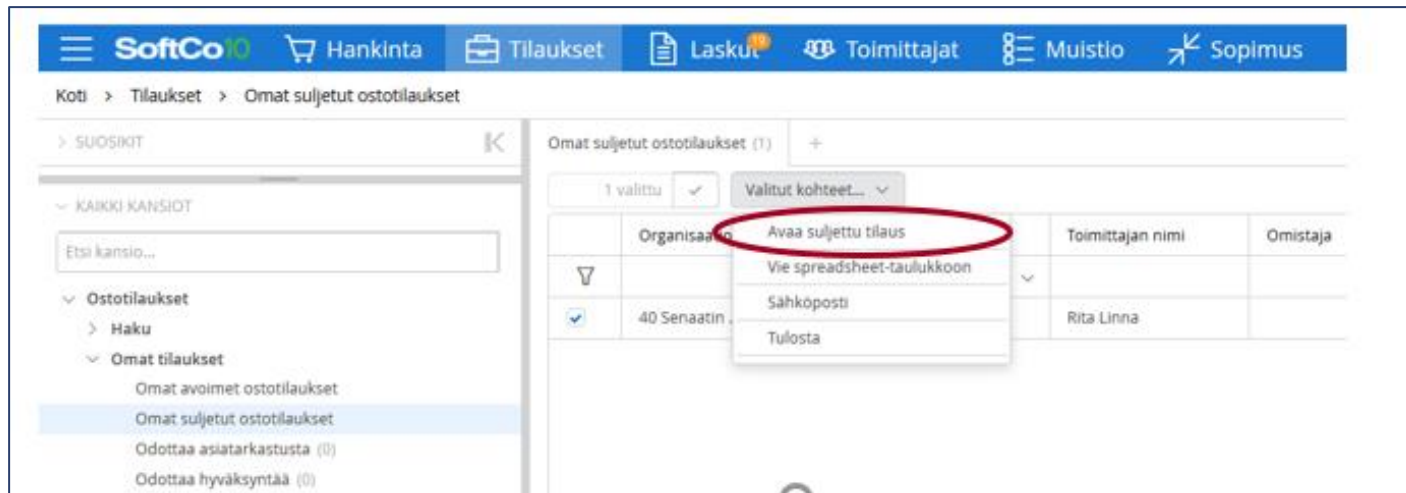 SoftCo10 Hankinta Tilaukset Laskut 19 Toimittajat Muistio Sopimus
Koti > Tilaukset > Omat suljetut ostotilaukset
> SUOSIKIT
Omat suljetut ostotilaukset (1) +
1 valittu Valitut kohteet...
KAIKKI KANSIOT
Etsi kansio...
Avaa suljettu tilaus
Vie spreadsheet-taulukkoon
Sähköposti
Tulosta
Toimittajan nimi Omistaja
40 Senaatin Rita Linna
Ostotilaukset
> Haku
Omat tilaukset
Omat avoimet ostotilaukset
Omat suljetut ostotilaukset
Odottaa asiatarkastusta (0)
Odottaa hyväksyntää (0)